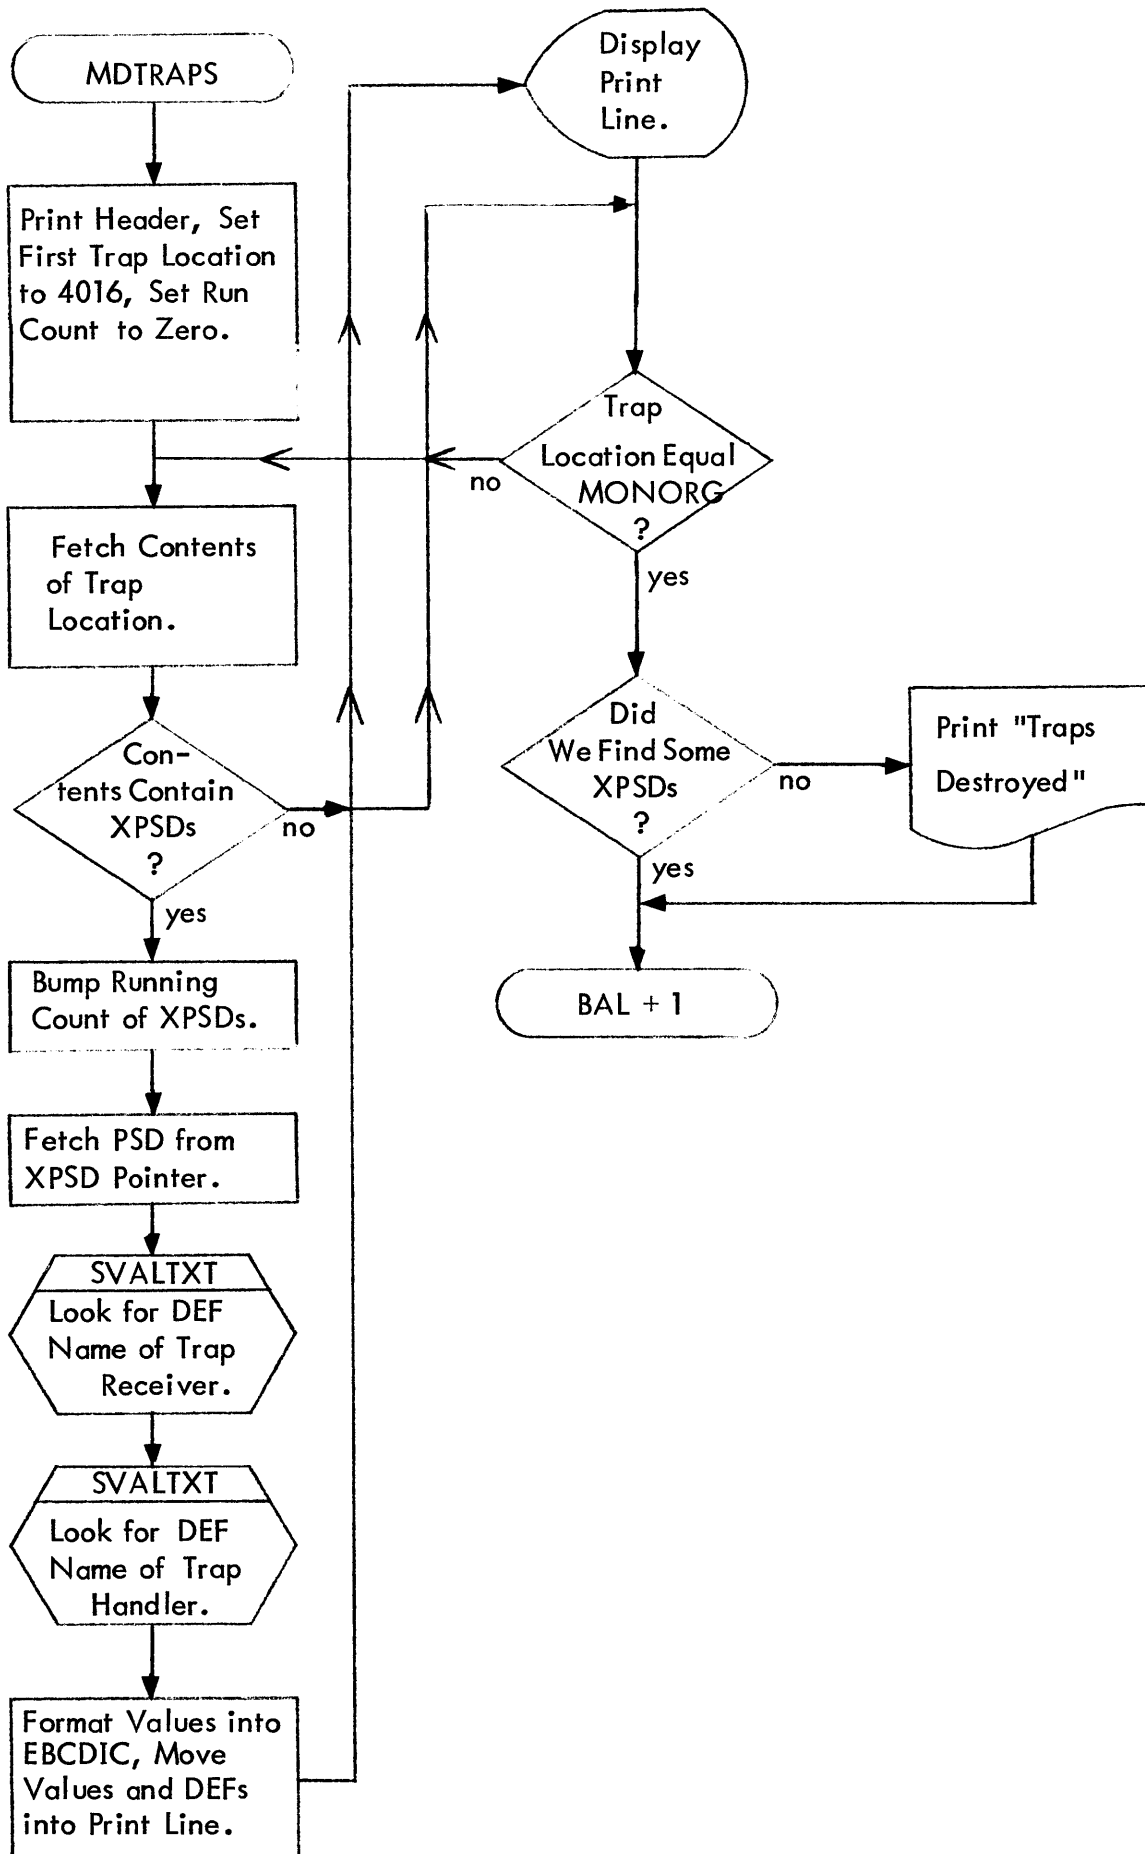 MDTRAPS
Print Header, Set
First Trap Location
to 4016, Set Run
Count to Zero.
Fetch Contents
of Trap
Location.
Con-
tents Contain
XPSDs
?
no
yes
Bump Running
Count of XPSDs.
Fetch PSD from
XPSD Pointer.
SVALTXT
Look for DEF
Name of Trap
Receiver.
SVALTXT
Look for DEF
Name of Trap
Handler.
Format Values into
EBCDIC, Move
Values and DEFs
into Print Line.
Display
Print
Line.
Trap
Location Equal
MONORG
?
no
yes
Did
We Find Some
XPSDs
?
no
yes
Print "Traps
Destroyed"
BAL + 1